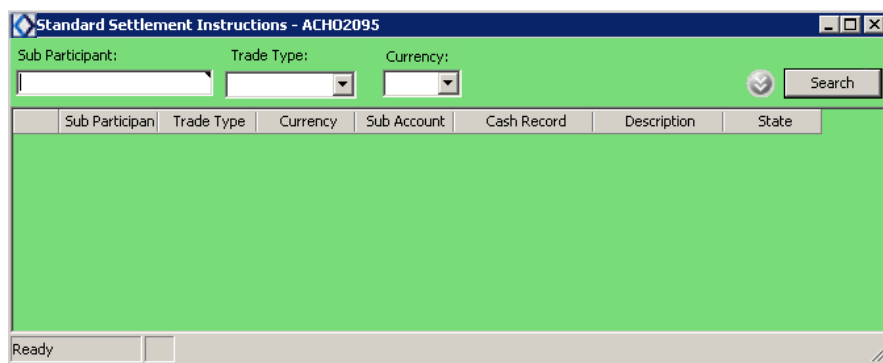 Standard Settlement Instructions - ACHO2095
Sub Participant: Trade Type: Currency:
Search
Sub Participan Trade Type Currency Sub Account Cash Record Description State
Ready